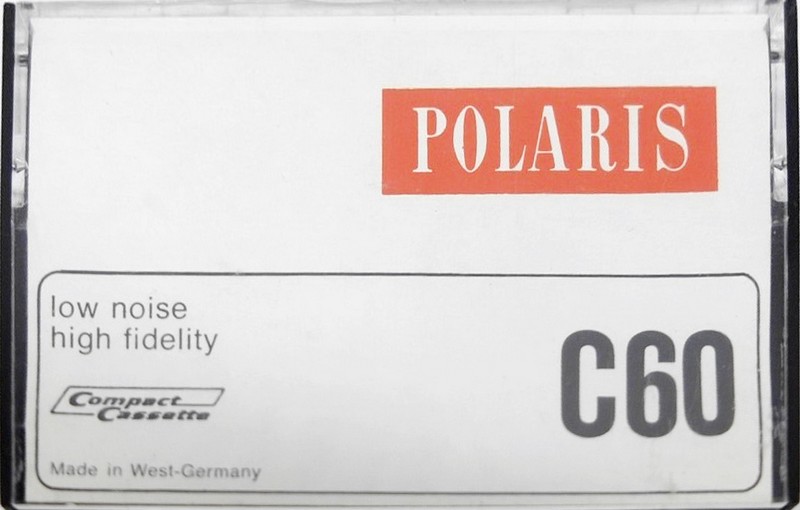 POLARIS
low noise
high fidelity
C60
Compact
Cassette
Made in West-Germany